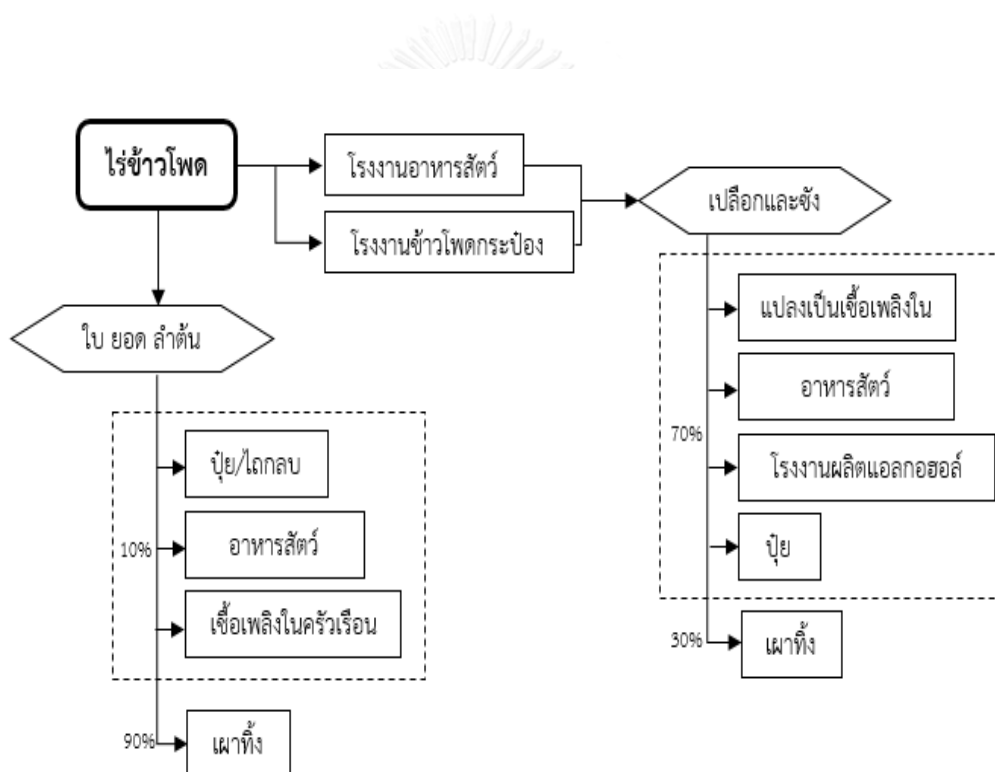 ไร่ข้าวโพด
โรงงานอาหารสัตว์
โรงงานข้าวโพดกระป๋อง
เปลือกและซัง
แปลงเป็นเชื้อเพลิงใน
อาหารสัตว์
70%
โรงงานผลิตแอลกอฮอล์
ปุ๋ย
30%
เผาทิ้ง
ใบ ยอด ลำต้น
ปุ๋ย/ไถกลบ
10%
อาหารสัตว์
เชื้อเพลิงในครัวเรือน
90%
เผาทิ้ง